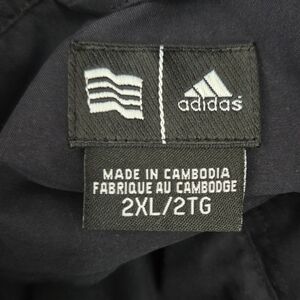 adidas
MADE IN CAMBODIA
FABRIQUE AU CAMBODGE
2XL/2TG